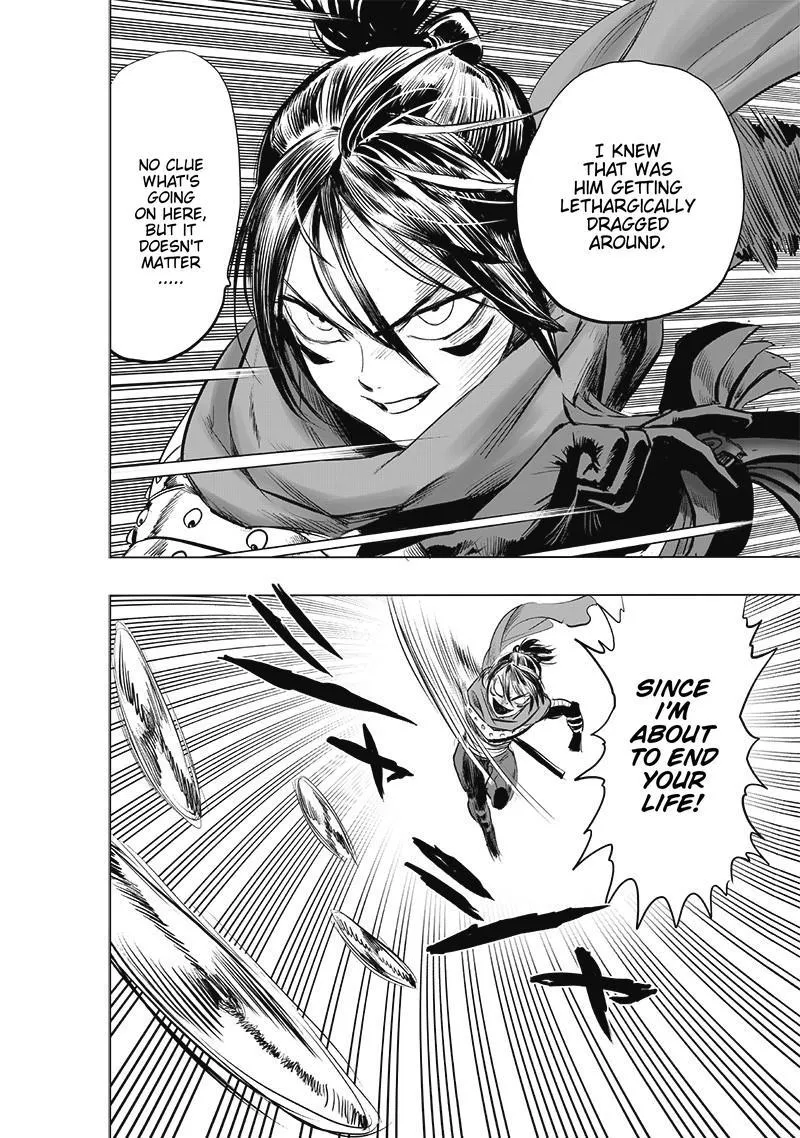 I KNEW
THAT WAS
HIM GETTING
LETHARGICALLY
DRAGGED
AROUND.
NO CLUE
WHAT'S
GOING
ON HERE,
BUT IT
DOESN'T
MATTER
.....
SINCE
I'M
ABOUT
TO END
YOUR
LIFE!